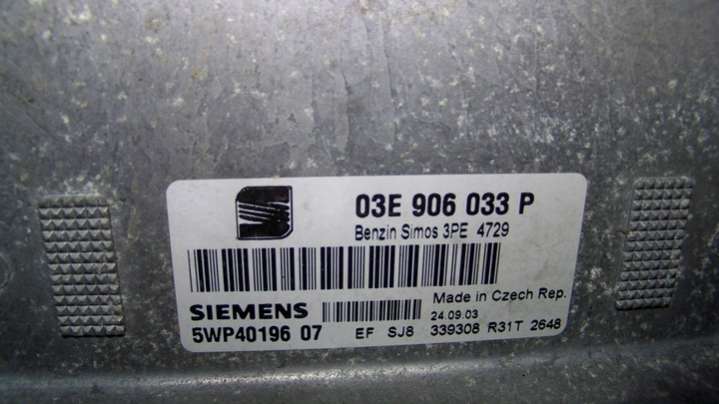 03E 906 033 P
Benzin Simos 3PE 4729
SIEMENS
Made in Czech Rep.
24.09.03
5WP40196 07 EF SJ8 339308 R31T 2648